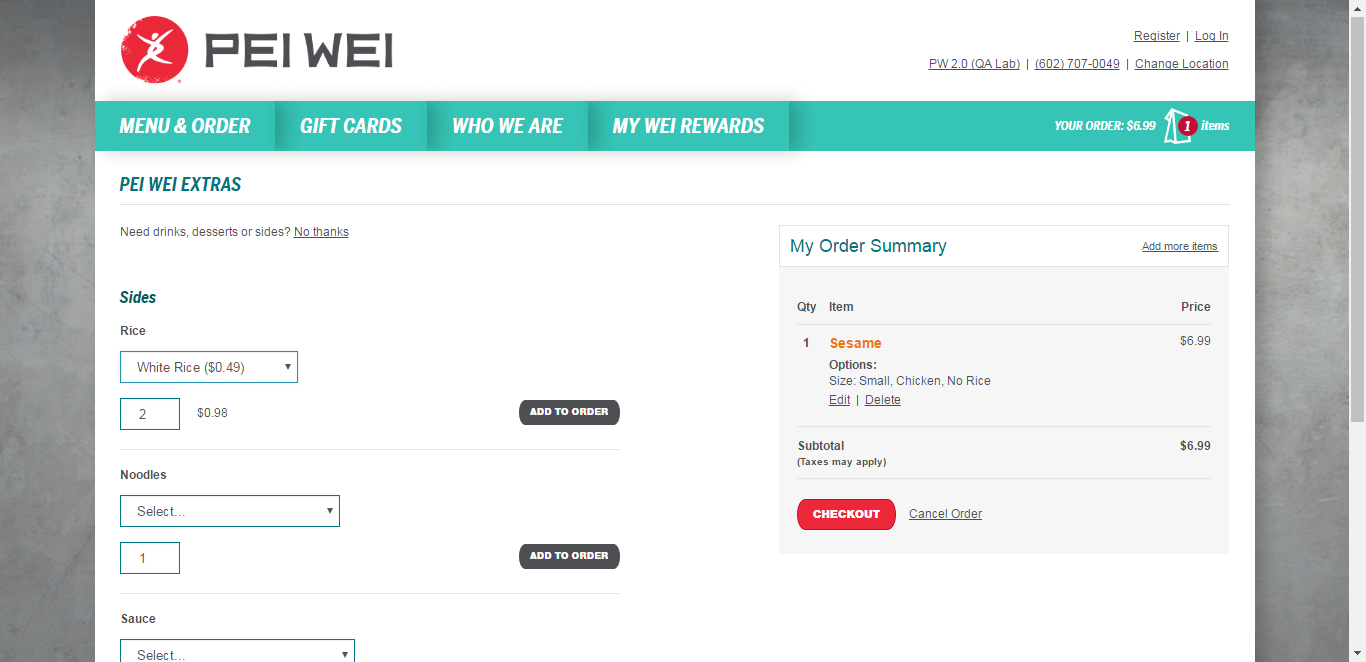 PEI WEI
Register | Log In
PW 2.0 (QA Lab) | (602) 707-0049 | Change Location
MENU & ORDER GIFT CARDS WHO WE ARE MY WEI REWARDS YOUR ORDER: $6.99 1 items
PEI WEI EXTRAS
Need drinks, desserts or sides? No thanks
Sides
Rice
White Rice ($0.49)
2 $0.98 ADD TO ORDER
Noodles
Select...
1 ADD TO ORDER
Sauce
Select...
My Order Summary Add more items
Qty Item Price
1 Sesame $6.99
Options:
Size: Small, Chicken, No Rice
Edit | Delete
Subtotal $6.99
(Taxes may apply)
CHECKOUT Cancel Order